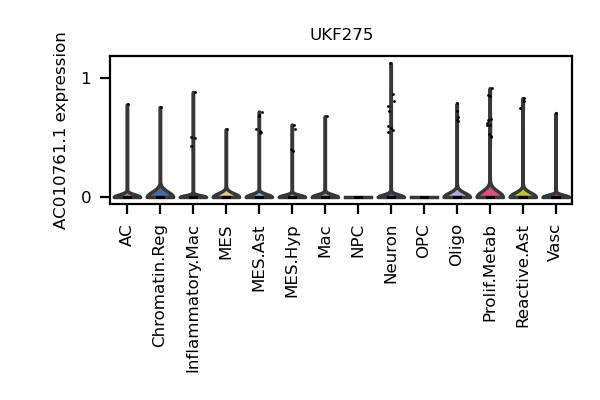 UKF275
AC010761.1 expression
1
0
AC
Chromatin.Reg
Inflammatory.Mac
MES
MES.Ast
MES.Hyp
Mac
NPC
Neuron
OPC
Oligo
Prolif.Metab
Reactive.Ast
Vasc